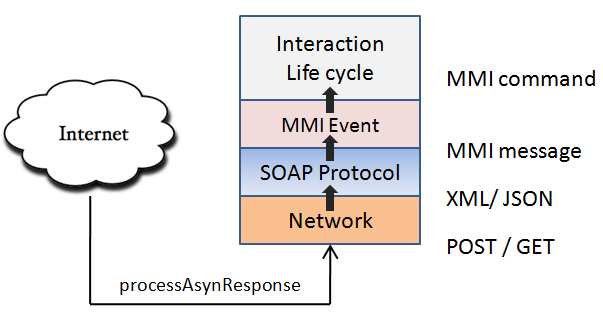 Interaction
Life cycle
MMI command
Internet
MMI Event
MMI message
SOAP Protocol
XML/ JSON
Network
POST / GET
processAsynResponse